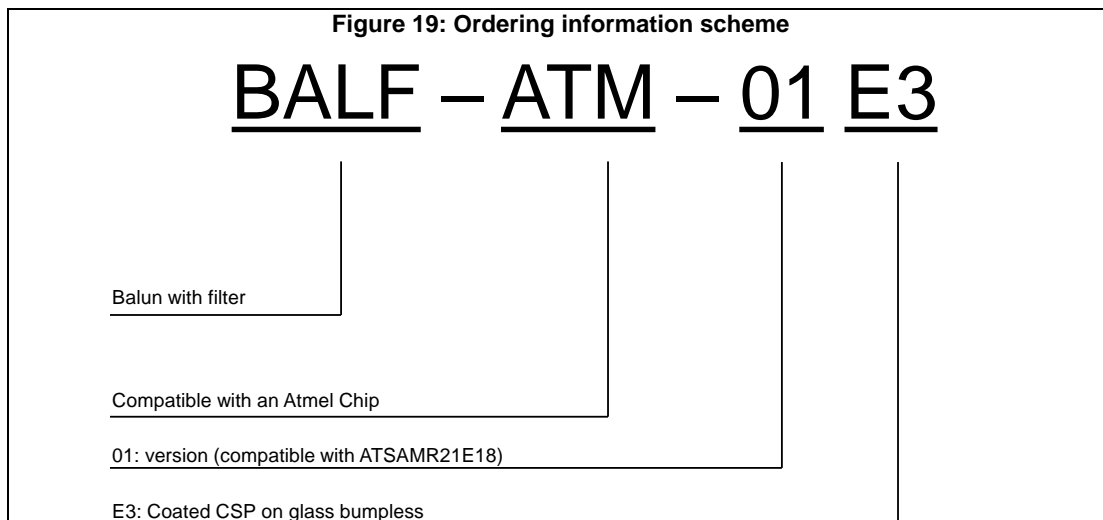 Figure 19: Ordering information scheme
BALF – ATM – 01 E3
Balun with filter
Compatible with an Atmel Chip
01: version (compatible with ATSAMR21E18)
E3: Coated CSP on glass bumpless